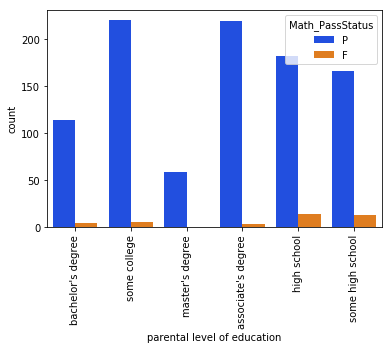 Math_PassStatus
P
F
200
150
100
50
0
count
bachelor's degree
some college
master's degree
associate's degree
high school
some high school
parental level of education